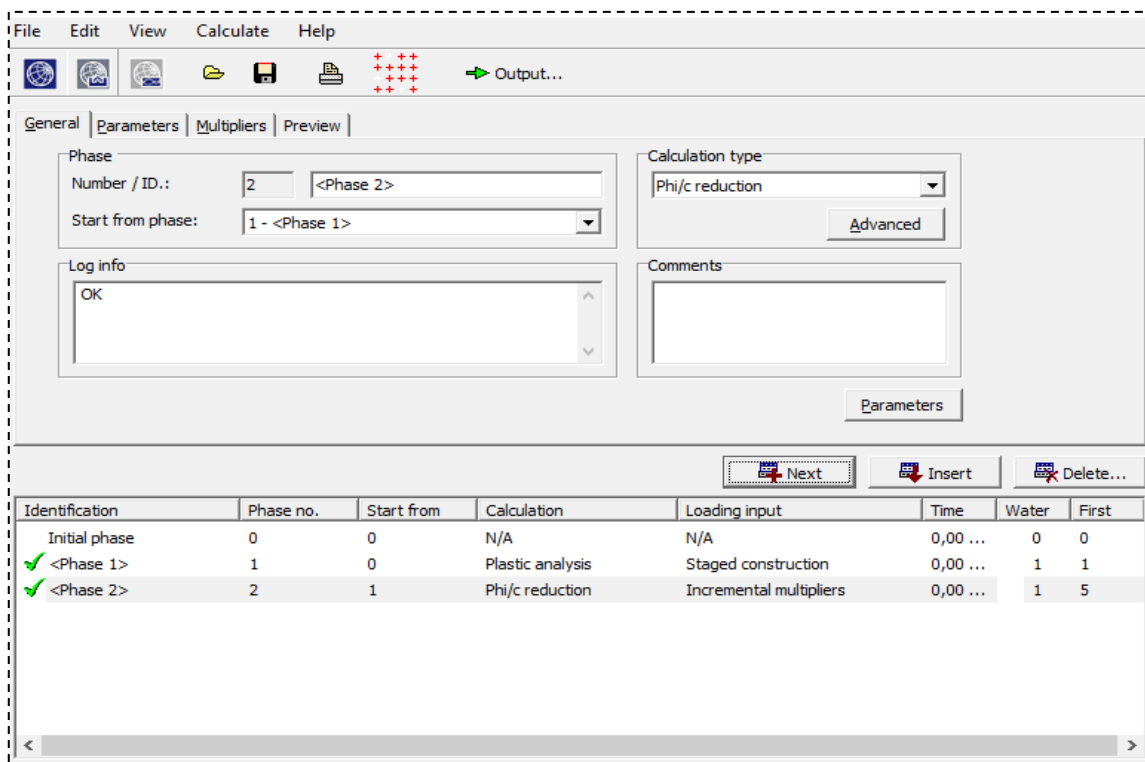 File Edit View Calculate Help
Output...
General Parameters Multipliers Preview
Phase
Number / ID.: 2 <Phase 2>
Start from phase: 1 - <Phase 1>
Calculation type
Phi/c reduction
Advanced
Log info
OK
Comments
Parameters
Next Insert Delete...
Identification Phase no. Start from Calculation Loading input Time Water First
Initial phase 0 0 N/A N/A 0,00 ... 0 0
<Phase 1> 1 0 Plastic analysis Staged construction 0,00 ... 1 1
<Phase 2> 2 1 Phi/c reduction Incremental multipliers 0,00 ... 1 5